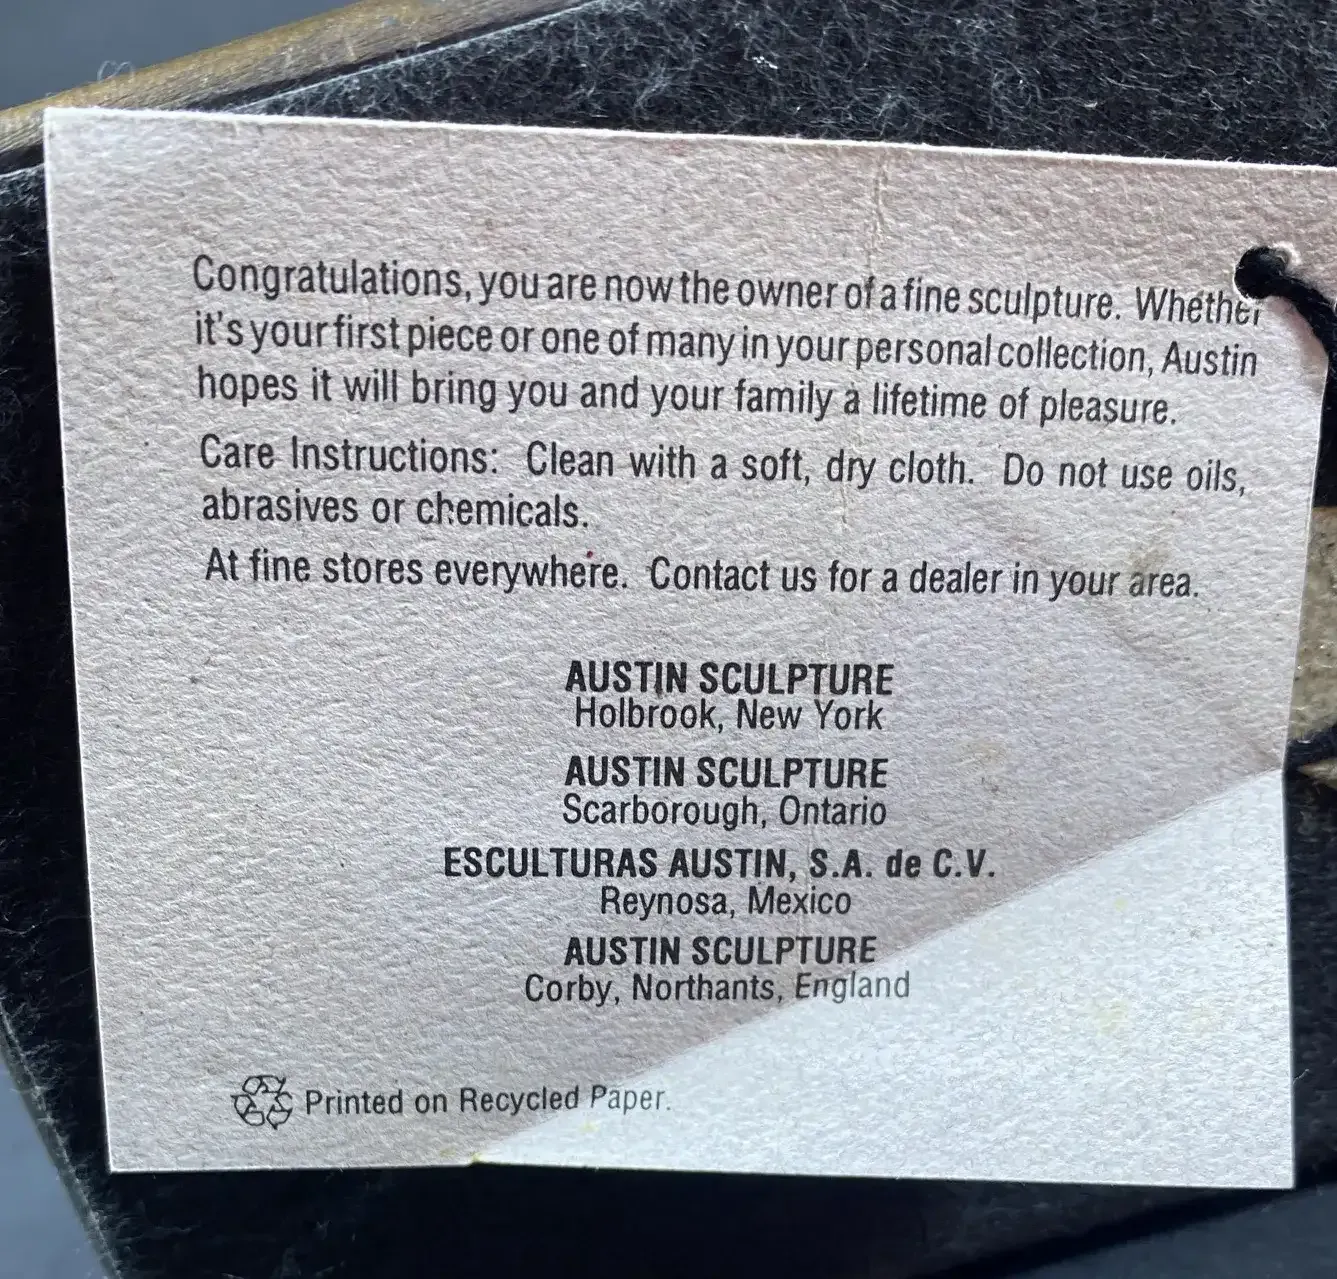 Congratulations, you are now the owner of a fine sculpture. Whether
it's your first piece or one of many in your personal collection, Austin
hopes it will bring you and your family a lifetime of pleasure.
Care Instructions: Clean with a soft, dry cloth. Do not use oils,
abrasives or chemicals.
At fine stores everywhere. Contact us for a dealer in your area.
AUSTIN SCULPTURE
Holbrook, New York
AUSTIN SCULPTURE
Scarborough, Ontario
ESCULTURAS AUSTIN, S.A. de C.V.
Reynosa, Mexico
AUSTIN SCULPTURE
Corby, Northants, England
Printed on Recycled Paper.